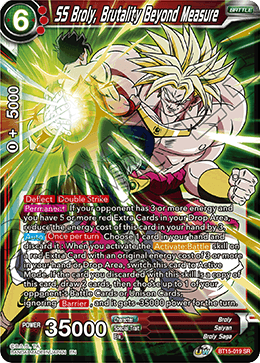 BATTLE
6
SS Broly, Brutality Beyond Measure
0 + 5000
Deflect Double Strike
Permanent If your opponent has 3 or more energy and
you have 5 or more red Extra Cards in your Drop Area,
reduce the energy cost of this card in your hand by 3.
Auto Once per turn Choose 1 card in your hand and
discard it : When you activate the Activate:Battle skill on
a red Extra Card with an original energy cost of 3 or more
in your hand or Drop Area, switch this card to Active
Mode. If the card you discarded with this skill is a copy of
this card, draw 2 cards, then choose up to 1 of your
opponent's Battle Cards or Unison Cards,
ignoring Barrier, and it gets -35000 power for the turn.
POWER
35000
Character
Broly
Special Trait
Saiyan
Era
Broly Saga
BT15-019 SR